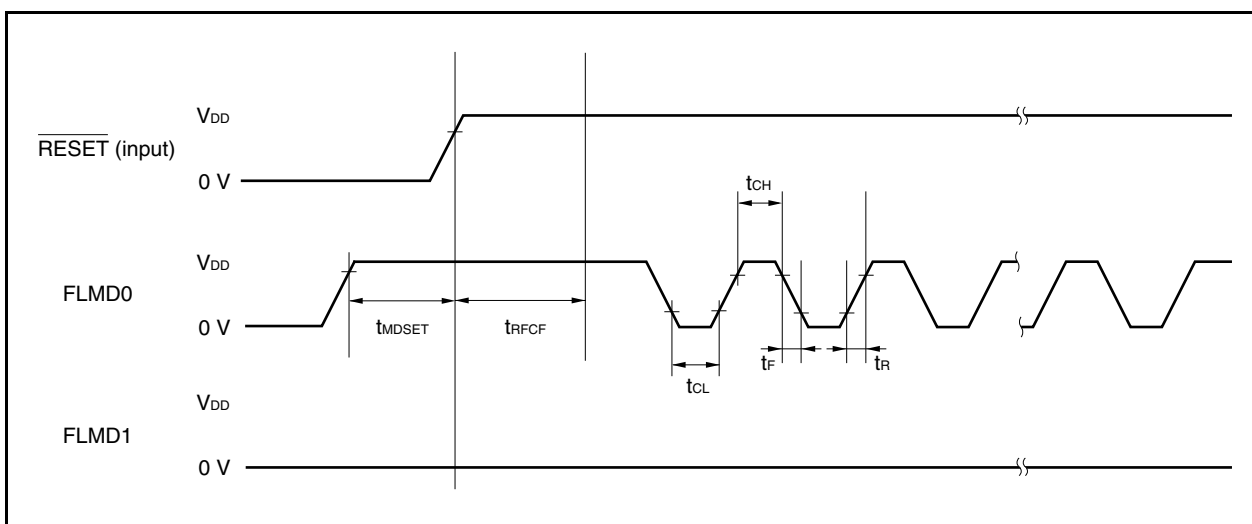 VDD
RESET (input)
0 V
tCH
VDD
FLMD0
0 V
tMDSET
tRFCF
tF
tR
tCL
VDD
FLMD1
0 V